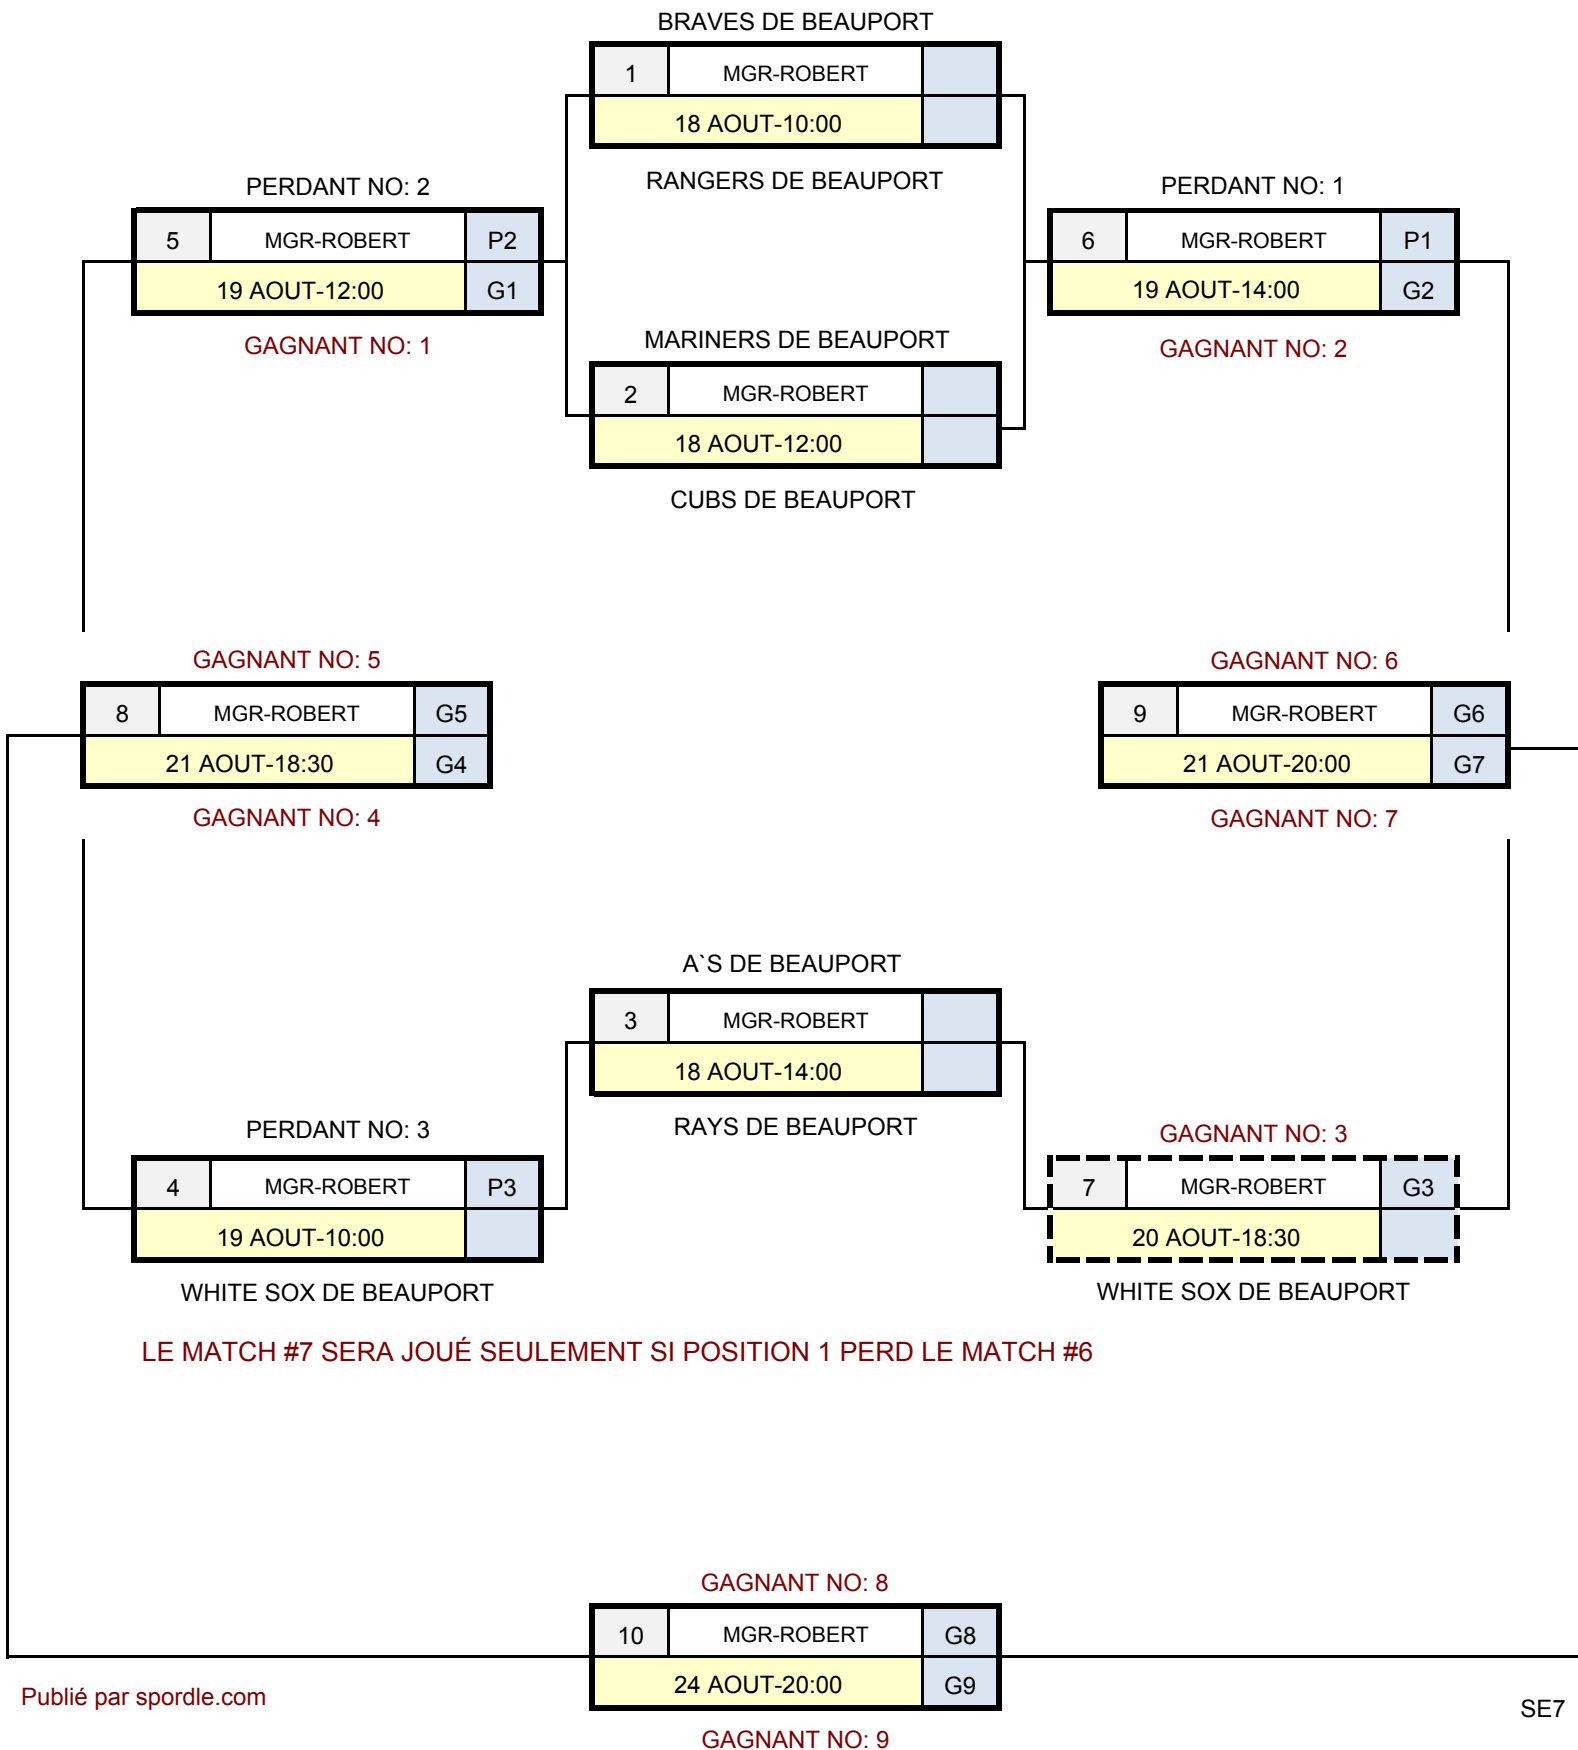 BRAVES DE BEAUPORT
1 MGR-ROBERT
18 AOUT-10:00
RANGERS DE BEAUPORT
PERDANT NO: 2
5 MGR-ROBERT P2
19 AOUT-12:00 G1
GAGNANT NO: 1
PERDANT NO: 1
6 MGR-ROBERT P1
19 AOUT-14:00 G2
GAGNANT NO: 2
MARINERS DE BEAUPORT
2 MGR-ROBERT
18 AOUT-12:00
CUBS DE BEAUPORT
GAGNANT NO: 5
8 MGR-ROBERT G5
21 AOUT-18:30 G4
GAGNANT NO: 4
GAGNANT NO: 6
9 MGR-ROBERT G6
21 AOUT-20:00 G7
GAGNANT NO: 7
A`S DE BEAUPORT
3 MGR-ROBERT
18 AOUT-14:00
RAYS DE BEAUPORT
PERDANT NO: 3
4 MGR-ROBERT P3
19 AOUT-10:00
WHITE SOX DE BEAUPORT
GAGNANT NO: 3
7 MGR-ROBERT G3
20 AOUT-18:30
WHITE SOX DE BEAUPORT
LE MATCH #7 SERA JOUÉ SEULEMENT SI POSITION 1 PERD LE MATCH #6
GAGNANT NO: 8
10 MGR-ROBERT G8
24 AOUT-20:00 G9
GAGNANT NO: 9
Publié par spordle.com
SE7